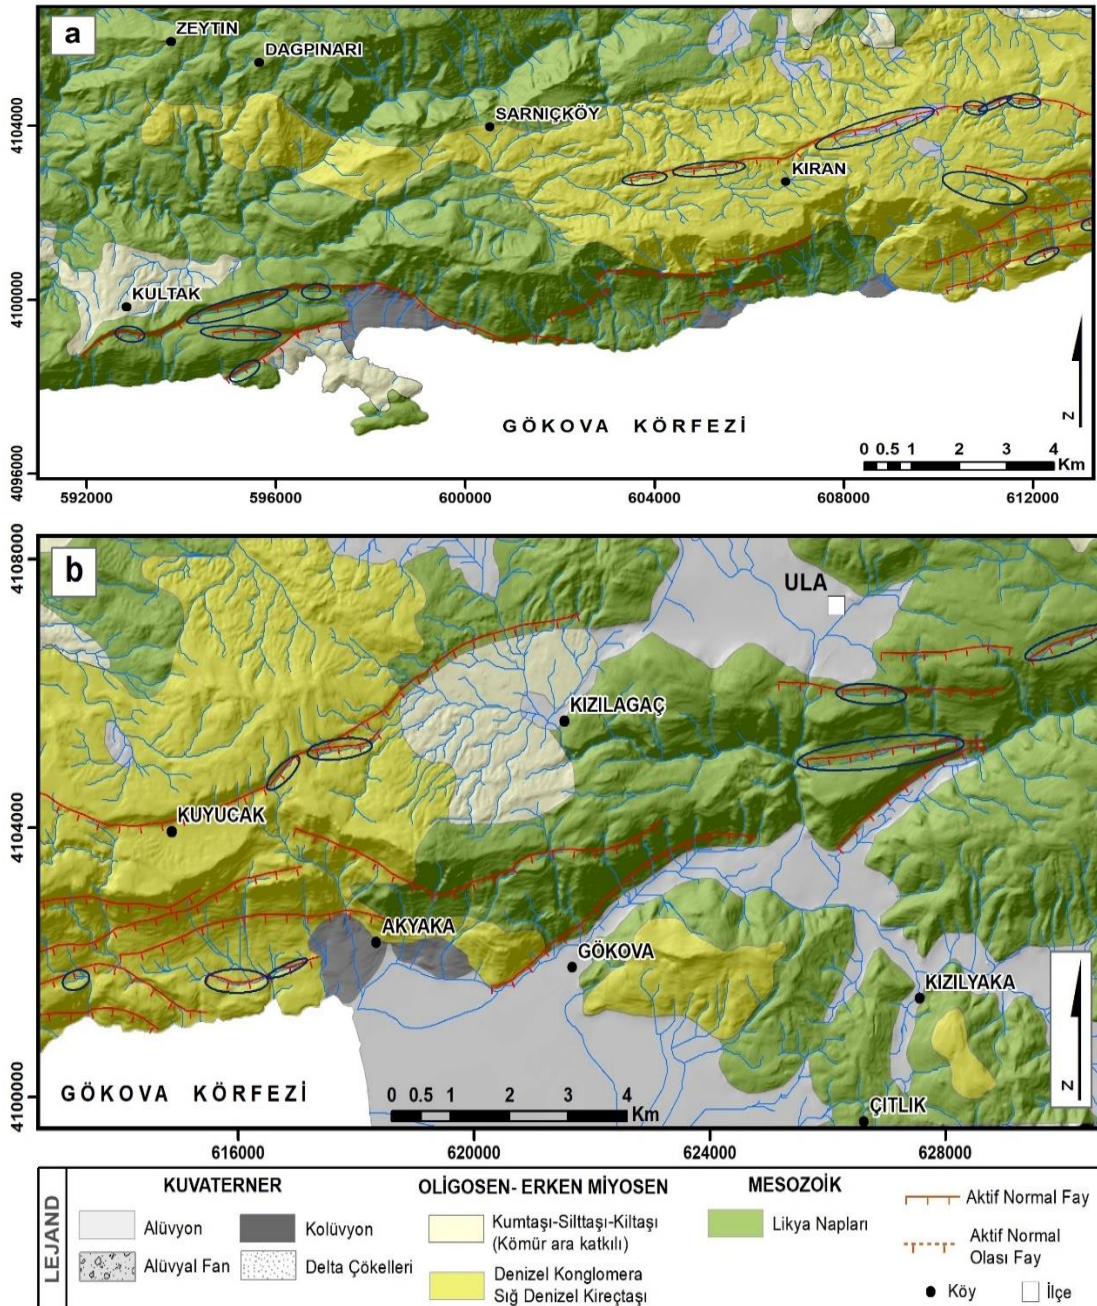 a
ZEYTIN
DAGPINARI
SARNIÇKÖY
KIRAN
KULTAK
GÖKOVA KÖRFEZİ
4104000
4100000
4096000
N
0 0.5 1 2 3 4
Km
592000 596000 600000 604000 608000 612000
b
ULA
KIZILAGAÇ
KUYUCAK
AKYAKA
GÖKOVA
KIZILYAKA
ÇITLIK
GÖKOVA KÖRFEZİ
4108000
4104000
4100000
N
0 0.5 1 2 3 4
Km
616000 620000 624000 628000
LEJAND
KUVATERNER
Alüvyon
Kolüvyon
Alüvyal Fan
Delta Çökelleri
OLİGOSEN- ERKEN MİYOSEN
Kumtaşı-Silttaşı-Kiltaşı
(Kömür ara katkılı)
Denizel Konglomera
Sığ Denizel Kireçtaşı
MESOZOİK
Likya Napları
Aktif Normal Fay
Aktif Normal
Olası Fay
Köy
İlçe